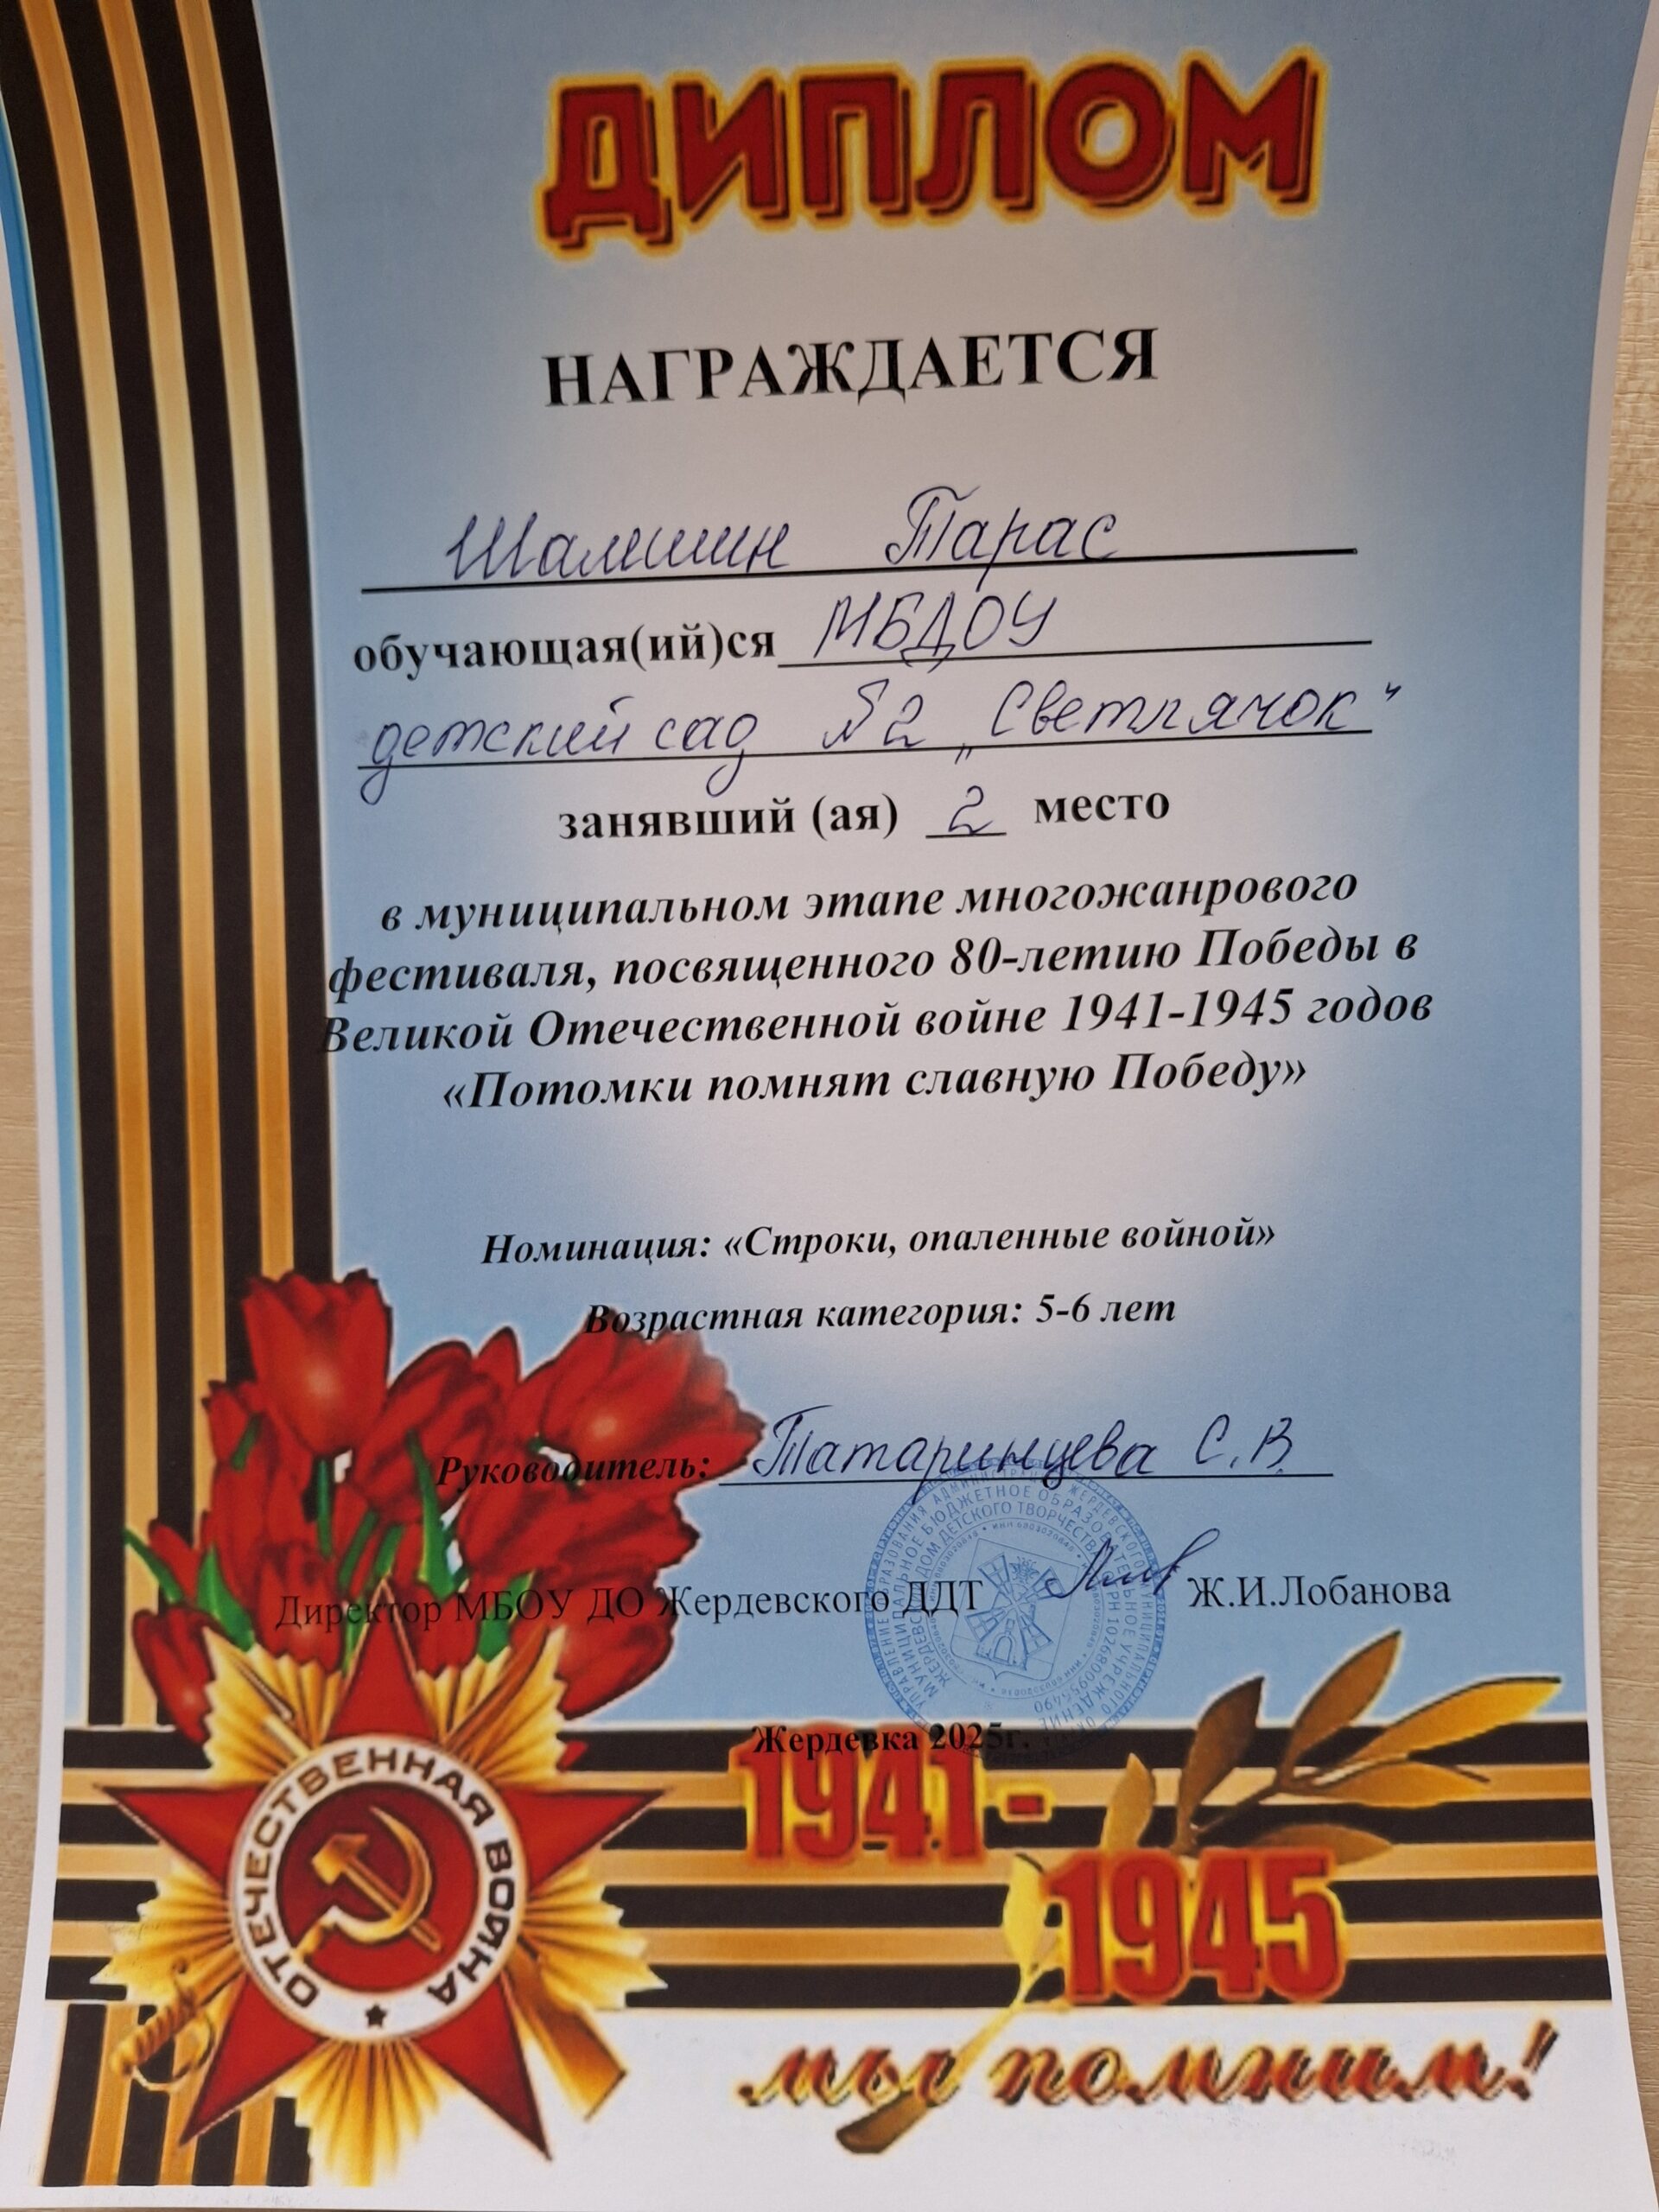 ДИПЛОМ
НАГРАЖДАЕТСЯ
Шамшин Тарас
обучающая(ий)ся МБДОУ
детский сад №2 „Светлячок"
занявший (ая) 2 место
в муниципальном этапе многожанрового
фестиваля, посвященного 80-летию Победы в
Великой Отечественной войне 1941-1945 годов
«Потомки помнят славную Победу»
Номинация: «Строки, опаленные войной»
Возрастная категория: 5-6 лет
Руководитель: Татаринцева С.В.
Директор МБОУ ДО Жердевского ДДТ Ж.И.Лобанова
Жердевка 2025г.
ОТЕЧЕСТВЕННАЯ ВОЙНА
1941-
1945
мы помним!